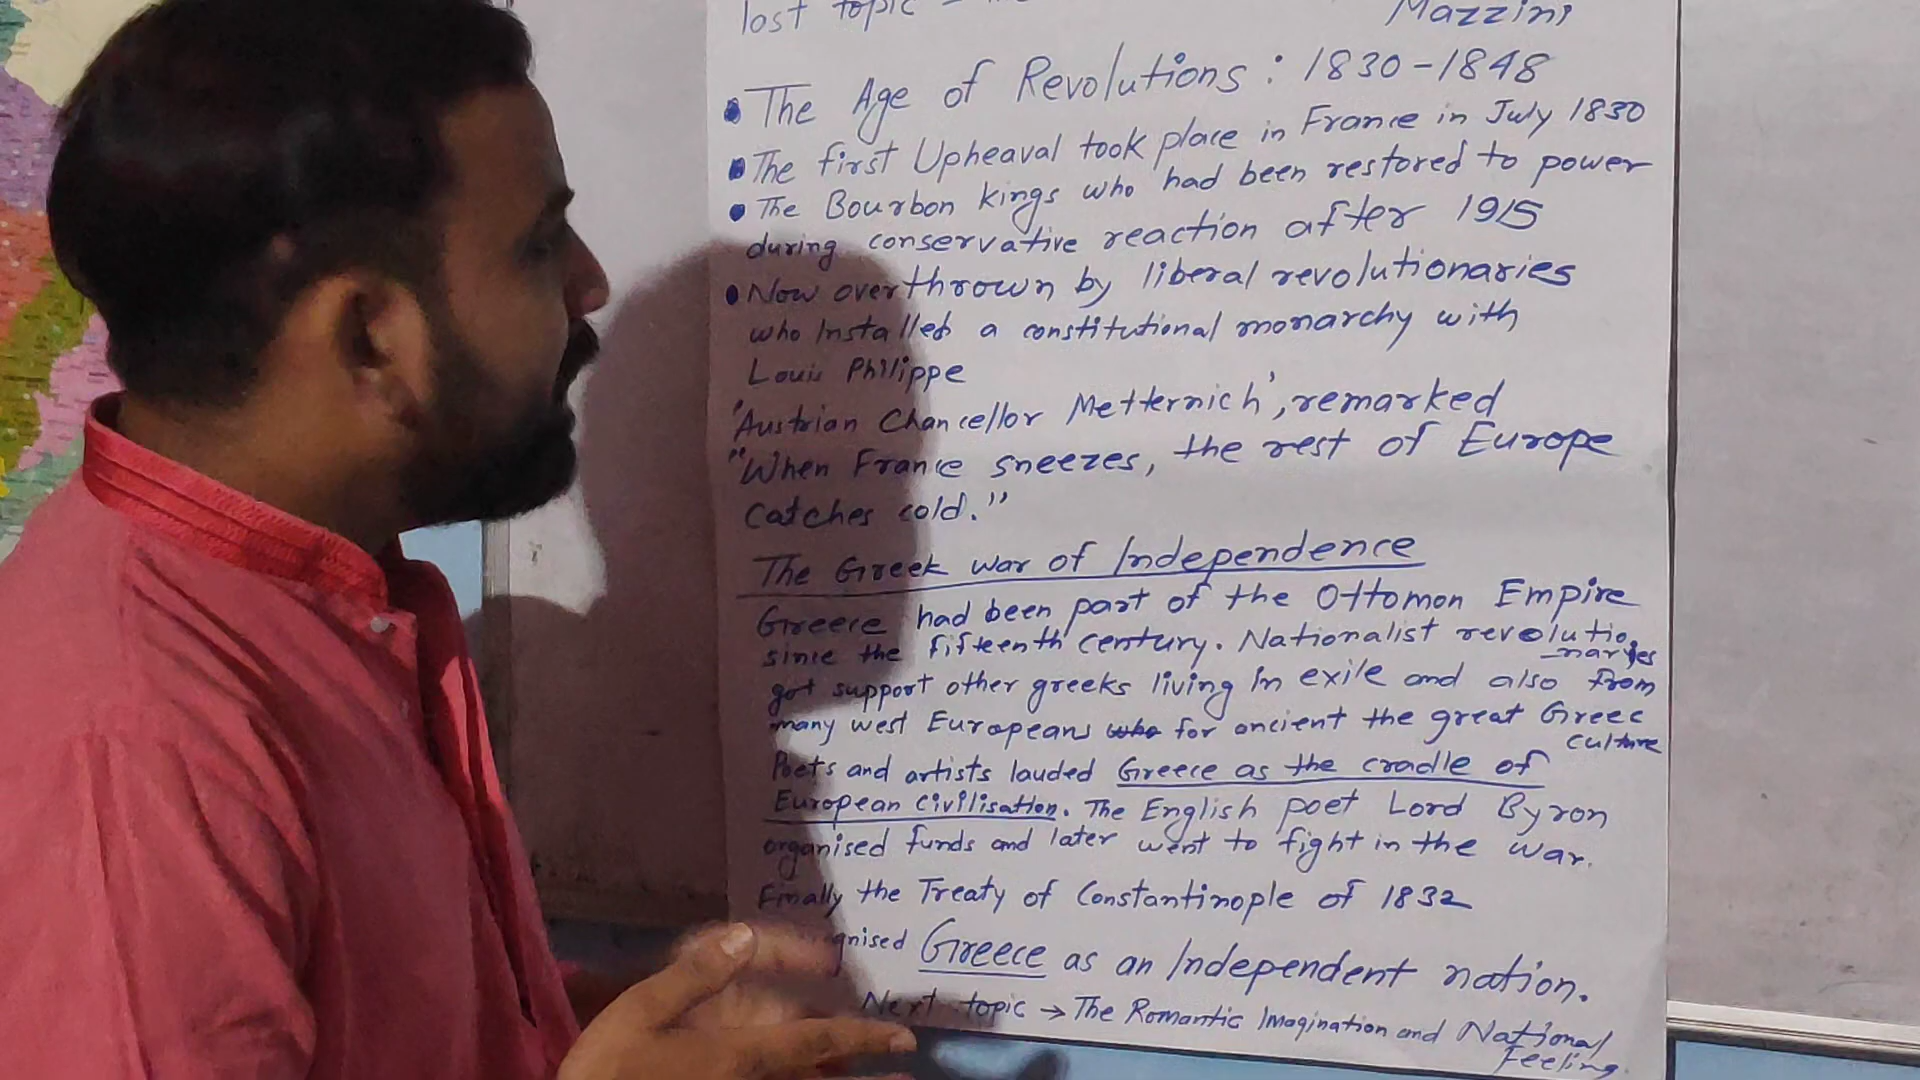 lost topic - Mazzini
• The Age of Revolutions : 1830-1848
• The first Upheaval took place in France in July 1830
• The Bourbon kings who had been restored to power
during conservative reaction after 1915
• Now overthrown by liberal revolutionaries
who Installed a constitutional monarchy with
Louis Philippe
'Austrian Chancellor Metternich', remarked
"When France sneezes, the rest of Europe
Catches cold."
The Greek war of Independence
Greece had been part of the Ottomon Empire
since the fifteenth century. Nationalist revolutio
-naries
got support other greeks living in exile and also from
many west Europeans who for ancient the great Greec
culture
Poets and artists lauded Greece as the cradle of
European civilisation. The English poet Lord Byron
organised funds and later went to fight in the war.
Finally the Treaty of Constantinople of 1832
gnised Greece as an Independent nation.
Next topic → The Romantic Imagination and National
Feeling.